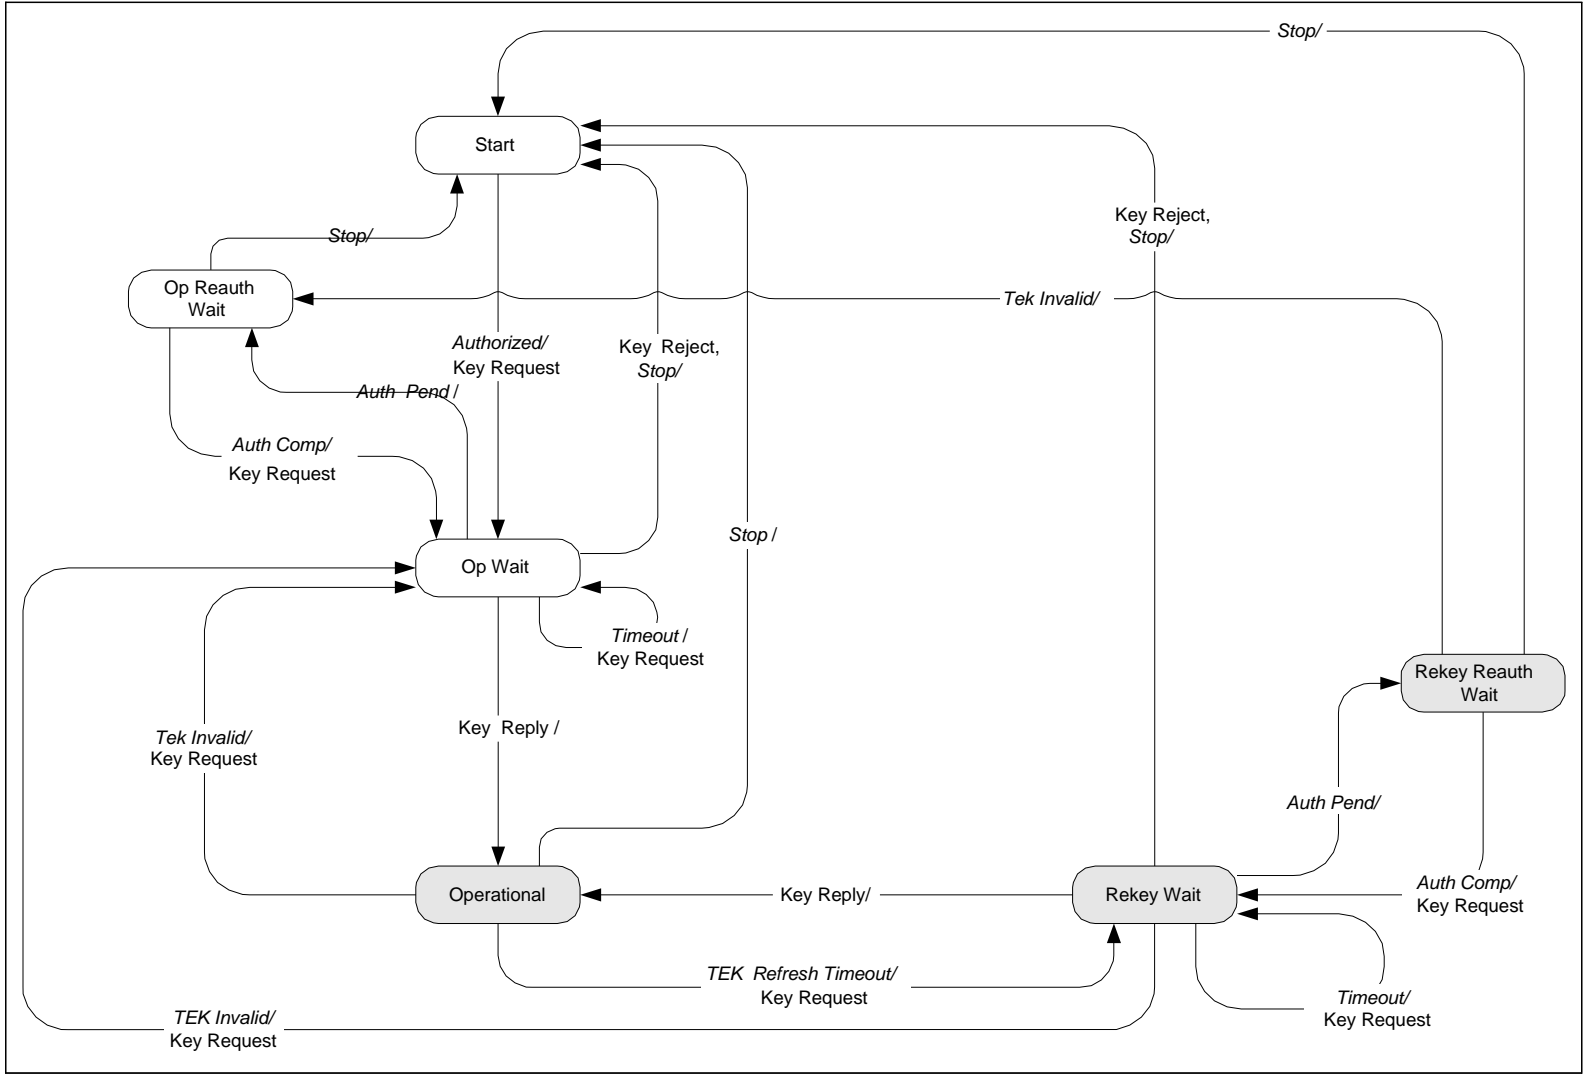 Stop/
Start
Key Reject,
Stop/
Stop/
Op Reauth
Wait
Tek Invalid/
Authorized/
Key Request
Key Reject,
Stop/
Auth Pend /
Auth Comp/
Key Request
Stop /
Op Wait
Timeout /
Key Request
Rekey Reauth
Wait
Key Reply /
Tek Invalid/
Key Request
Auth Pend/
Operational
Key Reply/
Rekey Wait
Auth Comp/
Key Request
TEK Refresh Timeout/
Key Request
Timeout/
Key Request
TEK Invalid/
Key Request